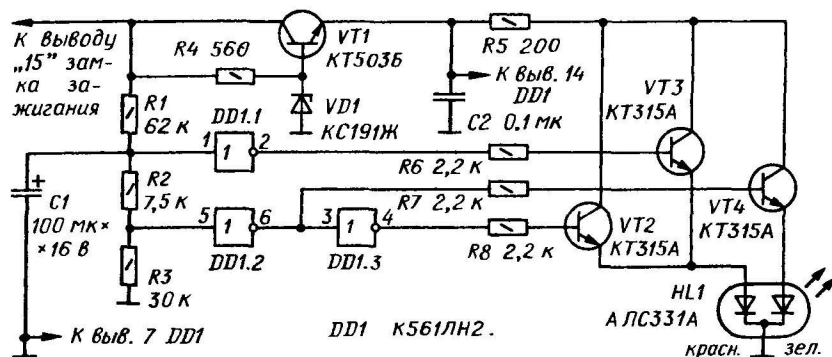 К выводу
„15" зам-
ка за-
жигания
R4 560
VT1
КТ503Б
R5 200
К выв. 14
DD1
VT3
КТ315А
R1
62 к
DD1.1
VD1
КС191Ж
C2 0.1 мк
1
1
2
R6 2,2 к
C1
100 мк×
×16 в
R2
7,5 к
R7 2,2 к
VT4
КТ315А
5
1
6
3
1
4
VT2
КТ315А
DD1.2
DD1.3
R8 2,2 к
R3
30 к
HL1
АЛС331А
К выв. 7 DD1
DD1 К561ЛН2.
красн. зел.